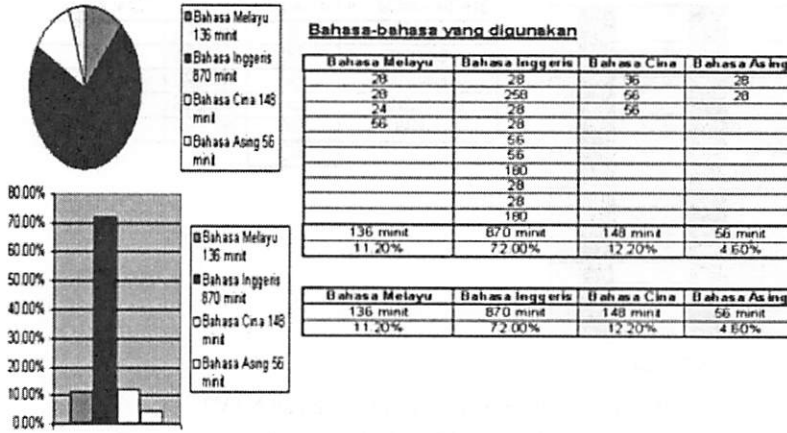 Bahasa Melayu
136 minit
Bahasa Inggeris
870 minit
Bahasa Cina 148
minit
Bahasa Asing 56
minit
80.00%
70.00%
60.00%
50.00%
40.00%
30.00%
20.00%
10.00%
0.00%
Bahasa Melayu
136 minit
Bahasa Inggeris
870 minit
Bahasa Cina 148
minit
Bahasa Asing 56
minit
Bahasa-bahasa yang digunakan
Bahasa Melayu Bahasa Inggeris Bahasa Cina Bahasa Asing
28 28 36 28
28 258 56 28
24 28 56
56 28
56
56
180
28
28
180
136 minit 870 minit 148 minit 56 minit
11.20% 72.00% 12.20% 4.60%
Bahasa Melayu Bahasa Inggeris Bahasa Cina Bahasa Asing
136 minit 870 minit 148 minit 56 minit
11.20% 72.00% 12.20% 4.60%